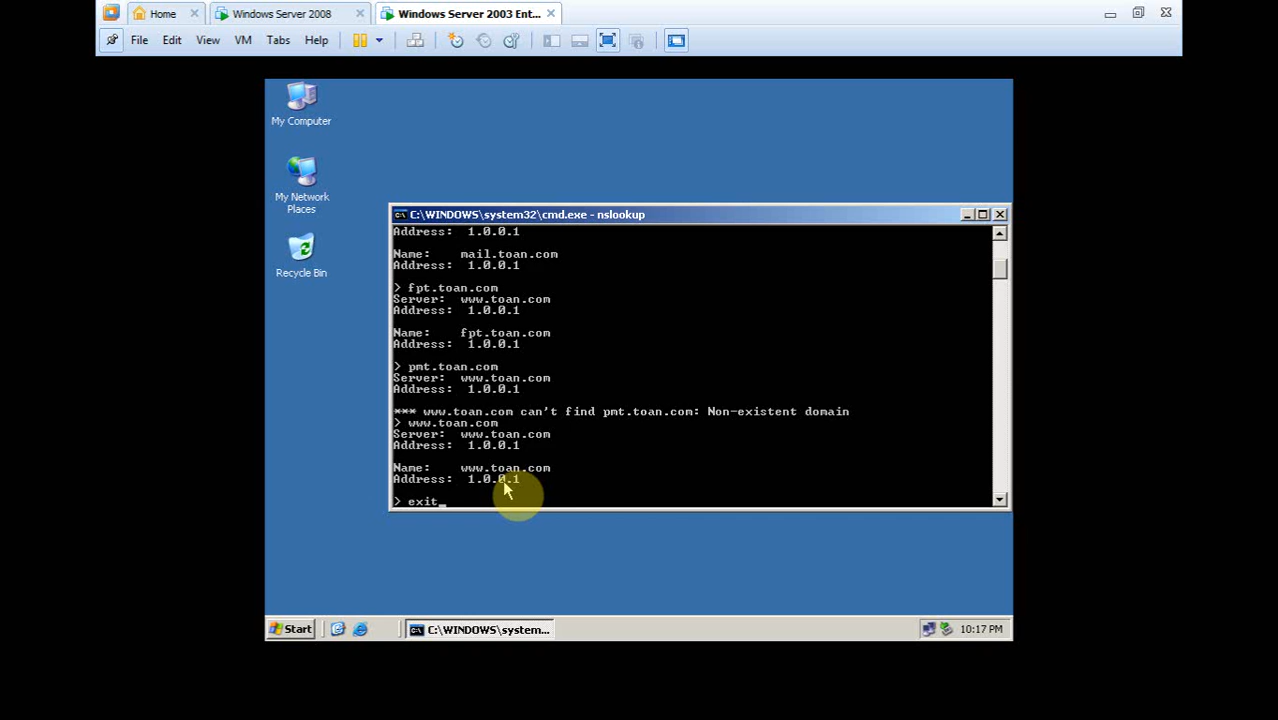 Home
Windows Server 2008
Windows Server 2003 Ent...
File Edit View VM Tabs Help
My Computer
My Network
Places
Recycle Bin
C:\WINDOWS\system32\cmd.exe - nslookup
Address: 1.0.0.1
Name: mail.toan.com
Address: 1.0.0.1
> fpt.toan.com
Server: www.toan.com
Address: 1.0.0.1
Name: fpt.toan.com
Address: 1.0.0.1
> pmt.toan.com
Server: www.toan.com
Address: 1.0.0.1
*** www.toan.com can't find pmt.toan.com: Non-existent domain
> www.toan.com
Server: www.toan.com
Address: 1.0.0.1
Name: www.toan.com
Address: 1.0.0.1
> exit_
Start
C:\WINDOWS\system...
10:17 PM